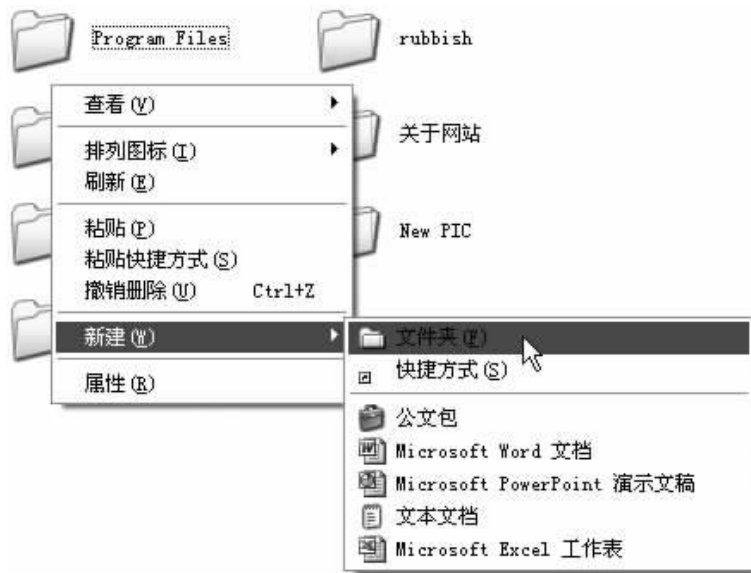 Program Files
rubbish
查看(V)
关于网站
排列图标(I)
刷新(E)
粘贴(P)
New PIC
粘贴快捷方式(S)
撤销删除(U) Ctrl+Z
新建(W)
文件夹(F)
快捷方式(S)
属性(R)
公文包
Microsoft Word 文档
Microsoft PowerPoint 演示文稿
文本文档
Microsoft Excel 工作表